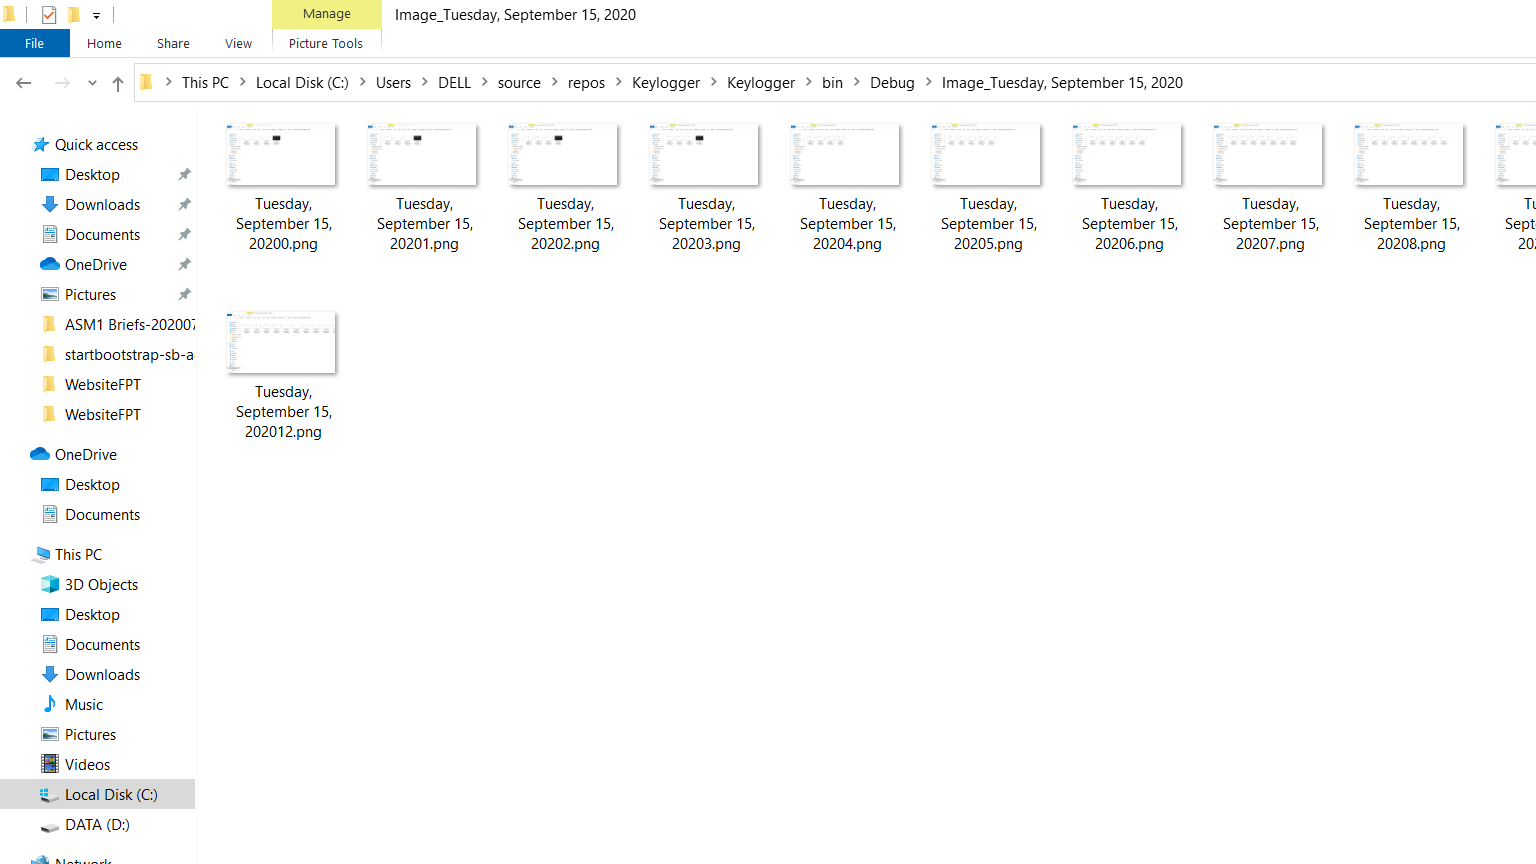 Manage
Image_Tuesday, September 15, 2020
File
Home
Share
View
Picture Tools
This PC
Local Disk (C:)
Users
DELL
source
repos
Keylogger
Keylogger
bin
Debug
Image_Tuesday, September 15, 2020
Quick access
Desktop
Downloads
Documents
OneDrive
Pictures
ASM1 Briefs-202007
startbootstrap-sb-a
WebsiteFPT
WebsiteFPT
OneDrive
Desktop
Documents
This PC
3D Objects
Desktop
Documents
Downloads
Music
Pictures
Videos
Local Disk (C:)
DATA (D:)
Network
Tuesday,
September 15,
20200.png
Tuesday,
September 15,
20201.png
Tuesday,
September 15,
20202.png
Tuesday,
September 15,
20203.png
Tuesday,
September 15,
20204.png
Tuesday,
September 15,
20205.png
Tuesday,
September 15,
20206.png
Tuesday,
September 15,
20207.png
Tuesday,
September 15,
20208.png
Tuesday,
September 15,
202012.png